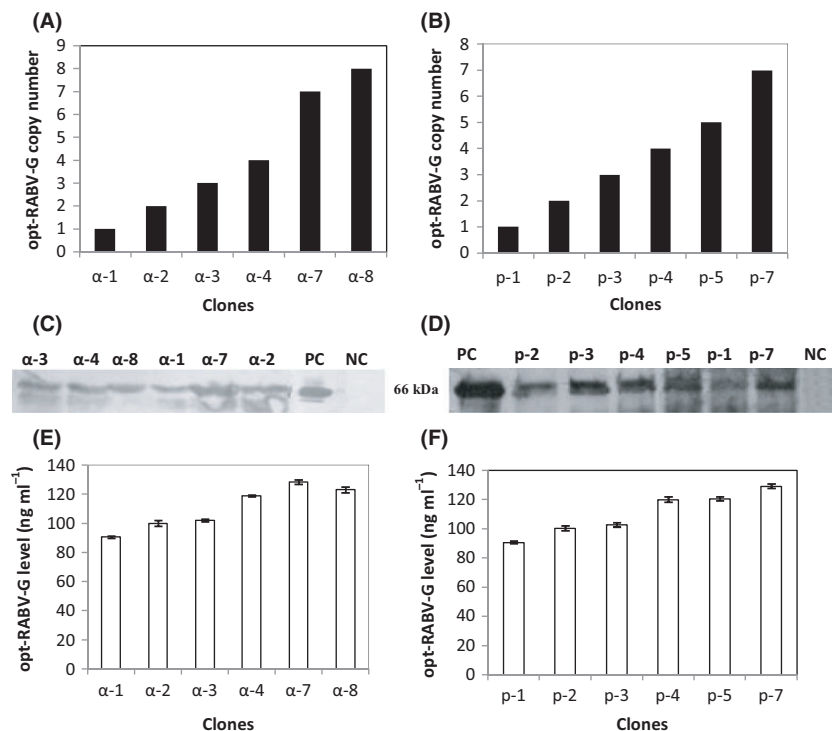 (A)
opt-RABV-G copy number
9
8
7
6
5
4
3
2
1
0
α-1 α-2 α-3 α-4 α-7 α-8
Clones
(B)
opt-RABV-G copy number
8
7
6
5
4
3
2
1
0
p-1 p-2 p-3 p-4 p-5 p-7
Clones
(C)
α-3 α-4 α-8 α-1 α-7 α-2 PC NC
66 kDa
(D)
PC p-2 p-3 p-4 p-5 p-1 p-7 NC
(E)
opt-RABV-G level (ng ml⁻¹)
140
120
100
80
60
40
20
0
α-1 α-2 α-3 α-4 α-7 α-8
Clones
(F)
opt-RABV-G level (ng ml⁻¹)
140
120
100
80
60
40
20
0
p-1 p-2 p-3 p-4 p-5 p-7
Clones